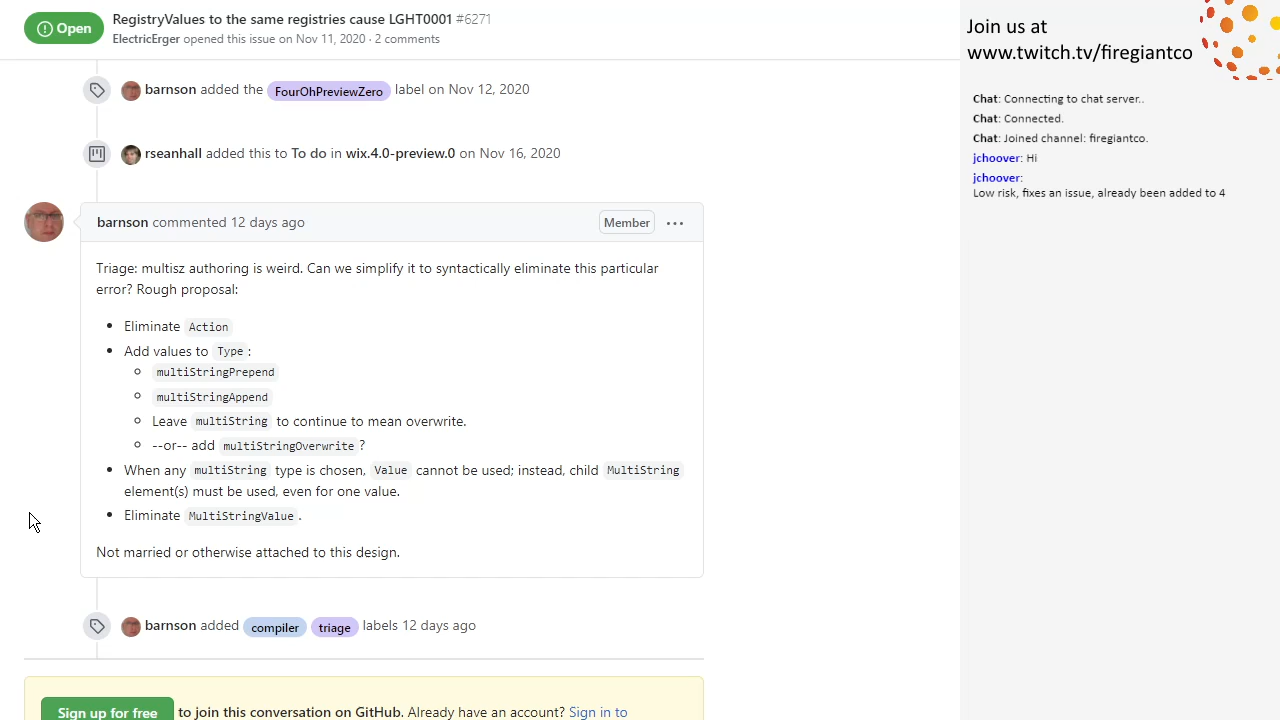 Open
RegistryValues to the same registries cause LGHT0001 #6271
ElectricErger opened this issue on Nov 11, 2020 · 2 comments
barnson added the FourOhPreviewZero label on Nov 12, 2020
rseanhall added this to To do in wix.4.0-preview.0 on Nov 16, 2020
barnson commented 12 days ago
Member
Triage: multisz authoring is weird. Can we simplify it to syntactically eliminate this particular
error? Rough proposal:
Eliminate Action
Add values to Type:
multiStringPrepend
multiStringAppend
Leave multiString to continue to mean overwrite.
--or-- add multiStringOverwrite?
When any multiString type is chosen, Value cannot be used; instead, child MultiString
element(s) must be used, even for one value.
Eliminate MultiStringValue.
Not married or otherwise attached to this design.
barnson added compiler triage labels 12 days ago
Sign up for free to join this conversation on GitHub. Already have an account? Sign in to
Join us at
www.twitch.tv/firegiantco
Chat: Connecting to chat server..
Chat: Connected.
Chat: Joined channel: firegiantco.
jchoover: Hi
jchoover:
Low risk, fixes an issue, already been added to 4